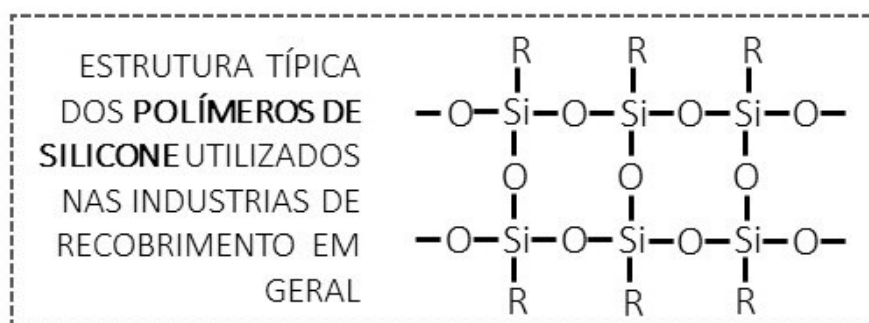 ESTRUTURA TÍPICA
DOS POLÍMEROS DE
SILICONE UTILIZADOS
NAS INDUSTRIAS DE
RECOBRIMENTO EM
GERAL
R R R
—O—Si—O—Si—O—Si—O—
O O O
—O—Si—O—Si—O—Si—O—
R R R